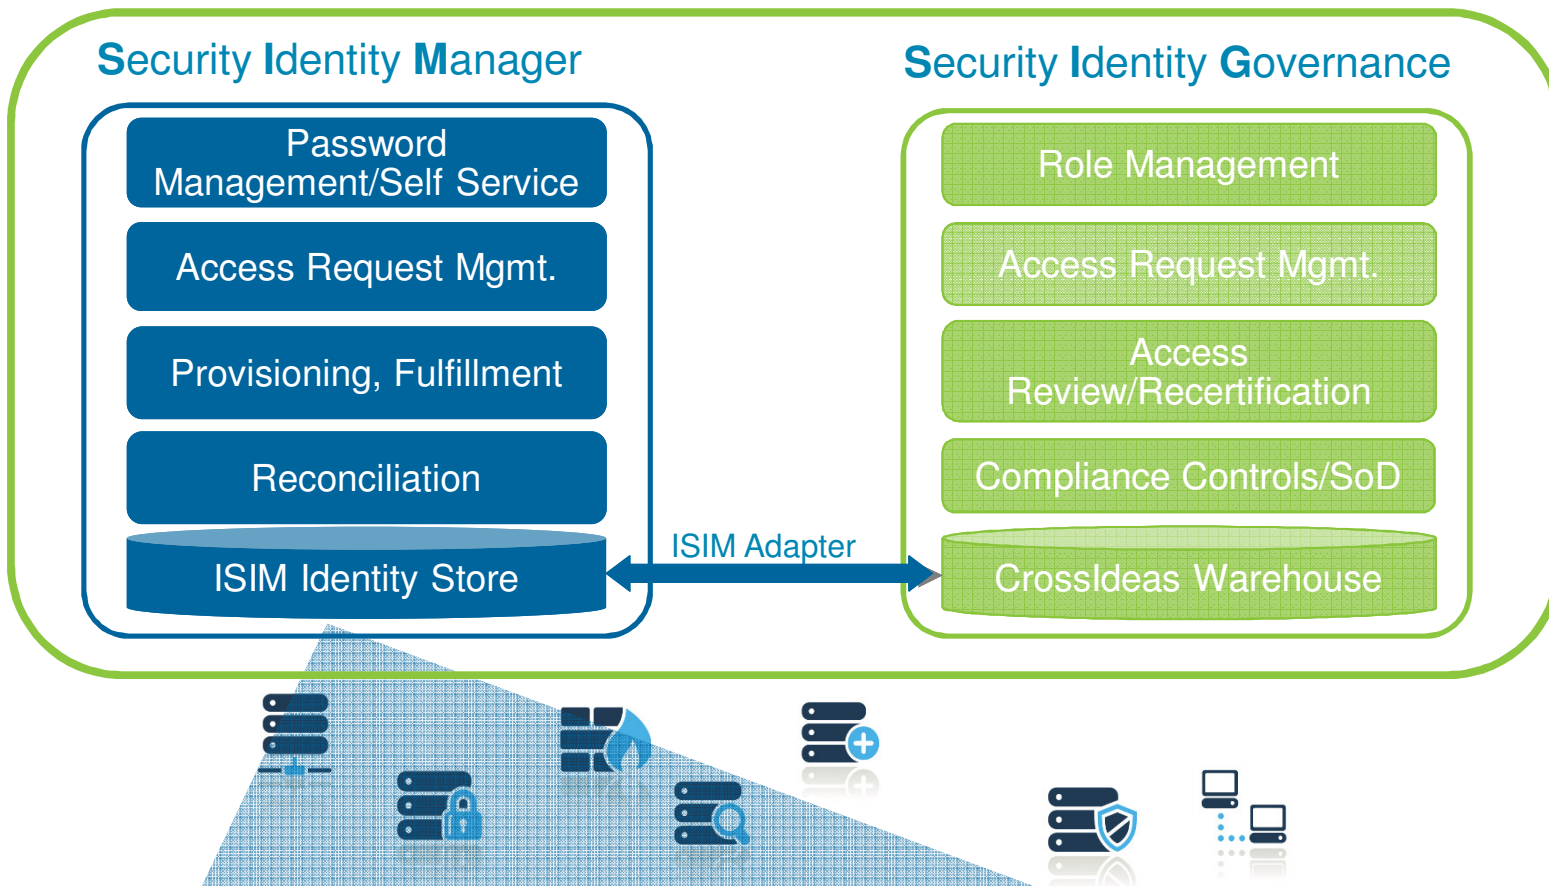 Security Identity Manager
Password
Management/Self Service
Access Request Mgmt.
Provisioning, Fulfillment
Reconciliation
ISIM Identity Store
ISIM Adapter
Security Identity Governance
Role Management
Access Request Mgmt.
Access
Review/Recertification
Compliance Controls/SoD
CrossIdeas Warehouse